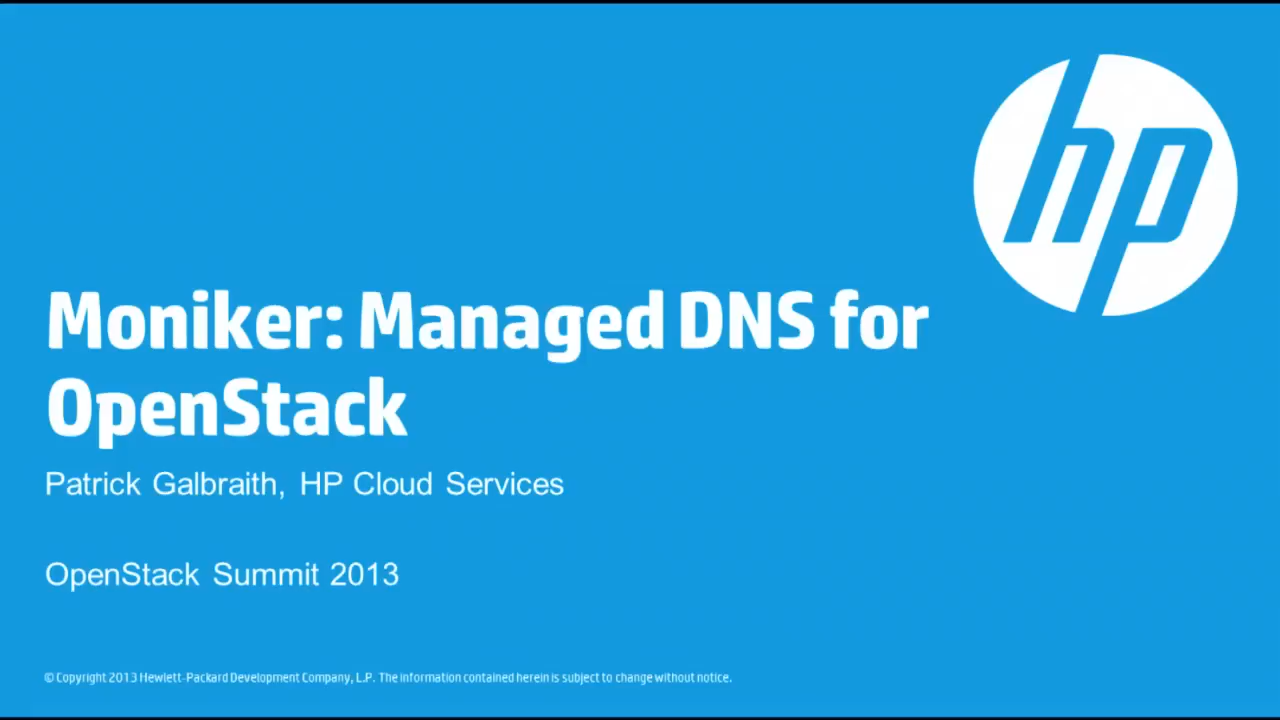 hp
Moniker: Managed DNS for
OpenStack
Patrick Galbraith, HP Cloud Services
OpenStack Summit 2013
© Copyright 2013 Hewlett-Packard Development Company, L.P. The information contained herein is subject to change without notice.